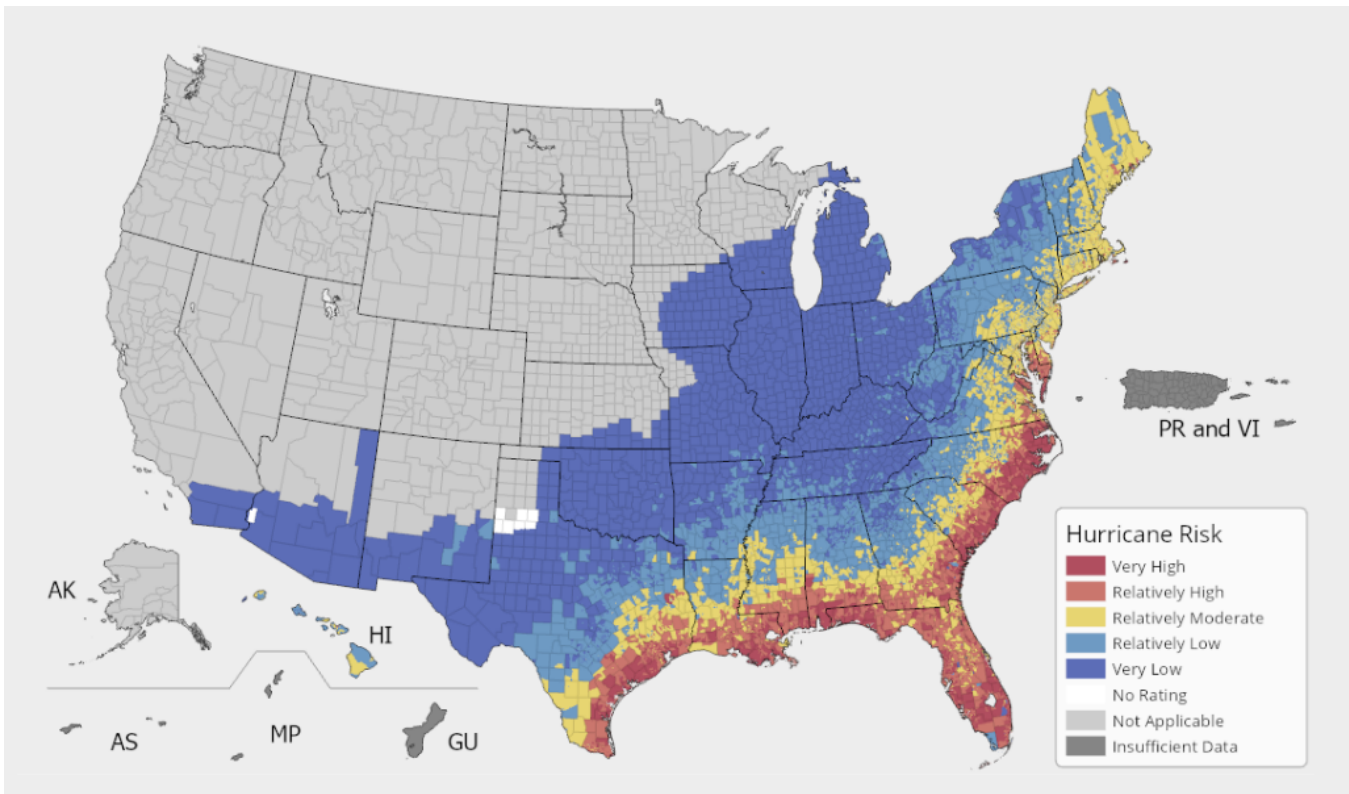 PR and VI
AK
HI
AS
MP
GU
Hurricane Risk
Very High
Relatively High
Relatively Moderate
Relatively Low
Very Low
No Rating
Not Applicable
Insufficient Data